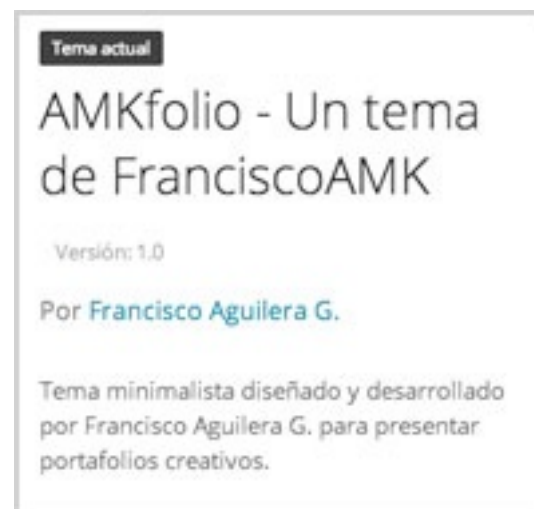 Tema actual
AMKfolio - Un tema
de FranciscoAMK
Versión: 1.0
Por Francisco Aguilera G.
Tema minimalista diseñado y desarrollado
por Francisco Aguilera G. para presentar
portafolios creativos.